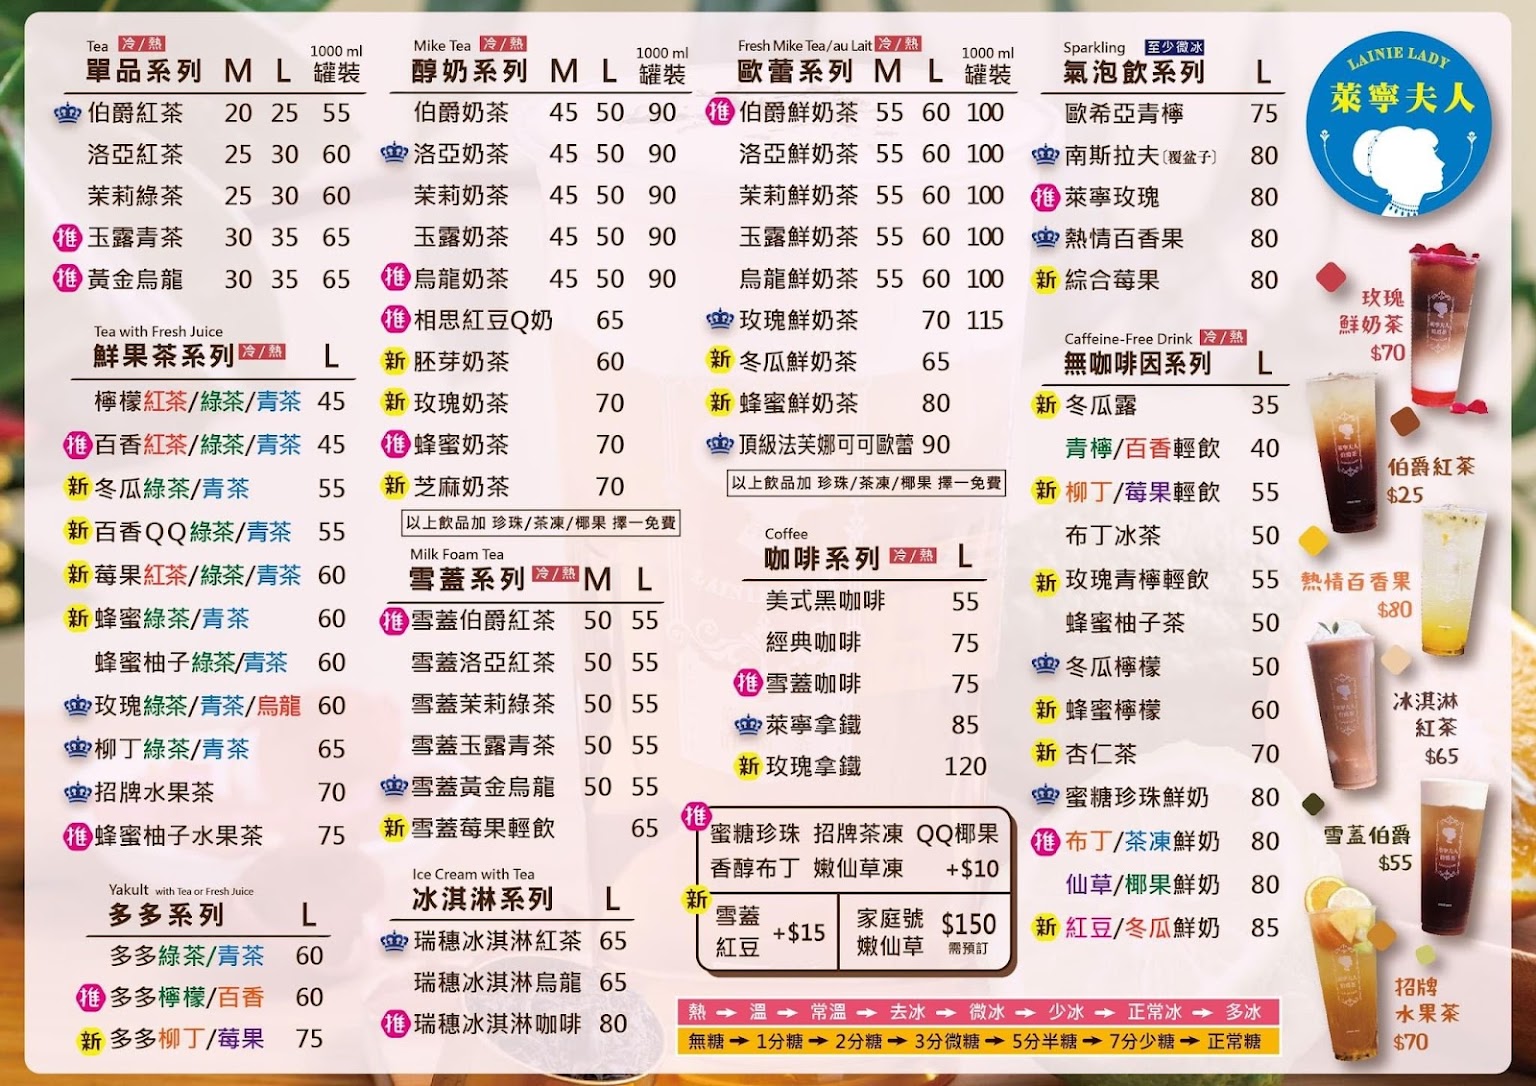 Tea 冷/熱
單品系列 M L 1000 ml 罐裝
伯爵紅茶 20 25 55
洛亞紅茶 25 30 60
茉莉綠茶 25 30 60
推 玉露青茶 30 35 65
推 黃金烏龍 30 35 65
Tea with Fresh Juice
鮮果茶系列 冷/熱 L
檸檬紅茶/綠茶/青茶 45
推 百香紅茶/綠茶/青茶 45
新 冬瓜綠茶/青茶 55
新 百香QQ綠茶/青茶 55
新 莓果紅茶/綠茶/青茶 60
新 蜂蜜綠茶/青茶 60
蜂蜜柚子綠茶/青茶 60
玫瑰綠茶/青茶/烏龍 60
柳丁綠茶/青茶 65
招牌水果茶 70
推 蜂蜜柚子水果茶 75
Yakult with Tea or Fresh Juice
多多系列 L
多多綠茶/青茶 60
推 多多檸檬/百香 60
新 多多柳丁/莓果 75
Mike Tea 冷/熱
醇奶系列 M L 1000 ml 罐裝
伯爵奶茶 45 50 90
洛亞奶茶 45 50 90
茉莉奶茶 45 50 90
玉露奶茶 45 50 90
推 烏龍奶茶 45 50 90
推 相思紅豆Q奶 65
新 胚芽奶茶 60
新 玫瑰奶茶 70
推 蜂蜜奶茶 70
新 芝麻奶茶 70
以上飲品加 珍珠/茶凍/椰果 擇一免費
Milk Foam Tea
雪蓋系列 冷/熱 M L
推 雪蓋伯爵紅茶 50 55
雪蓋洛亞紅茶 50 55
雪蓋茉莉綠茶 50 55
雪蓋玉露青茶 50 55
雪蓋黃金烏龍 50 55
新 雪蓋莓果輕飲 65
Ice Cream with Tea
冰淇淋系列 L
瑞穗冰淇淋紅茶 65
瑞穗冰淇淋烏龍 65
推 瑞穗冰淇淋咖啡 80
Fresh Mike Tea/au Lait 冷/熱
歐蕾系列 M L 1000 ml 罐裝
推 伯爵鮮奶茶 55 60 100
洛亞鮮奶茶 55 60 100
茉莉鮮奶茶 55 60 100
玉露鮮奶茶 55 60 100
烏龍鮮奶茶 55 60 100
玫瑰鮮奶茶 70 115
新 冬瓜鮮奶茶 65
新 蜂蜜鮮奶茶 80
頂級法芙娜可可歐蕾 90
以上飲品加 珍珠/茶凍/椰果 擇一免費
Coffee
咖啡系列 冷/熱 L
美式黑咖啡 55
經典咖啡 75
推 雪蓋咖啡 75
萊寧拿鐵 85
新 玫瑰拿鐵 120
推 蜜糖珍珠 招牌茶凍 QQ椰果
香醇布丁 嫩仙草凍 +$10
新 雪蓋 紅豆 +$15
家庭號 嫩仙草 $150 需預訂
熱 → 溫 → 常溫 → 去冰 → 微冰 → 少冰 → 正常冰 → 多冰
無糖 → 1分糖 → 2分糖 → 3分微糖 → 5分半糖 → 7分少糖 → 正常糖
Sparkling 至少微冰
氣泡飲系列 L
歐希亞青檸 75
南斯拉夫〔覆盆子〕 80
推 萊寧玫瑰 80
熱情百香果 80
新 綜合莓果 80
Caffeine-Free Drink 冷/熱
無咖啡因系列 L
新 冬瓜露 35
青檸/百香輕飲 40
新 柳丁/莓果輕飲 55
布丁冰茶 50
新 玫瑰青檸輕飲 55
蜂蜜柚子茶 50
冬瓜檸檬 50
新 蜂蜜檸檬 60
新 杏仁茶 70
蜜糖珍珠鮮奶 80
推 布丁/茶凍鮮奶 80
仙草/椰果鮮奶 80
新 紅豆/冬瓜鮮奶 85
LAINIE LADY
萊寧夫人
玫瑰
鮮奶茶
$70
伯爵紅茶
$25
熱情百香果
$80
冰淇淋
紅茶
$65
雪蓋伯爵
$55
招牌
水果茶
$70